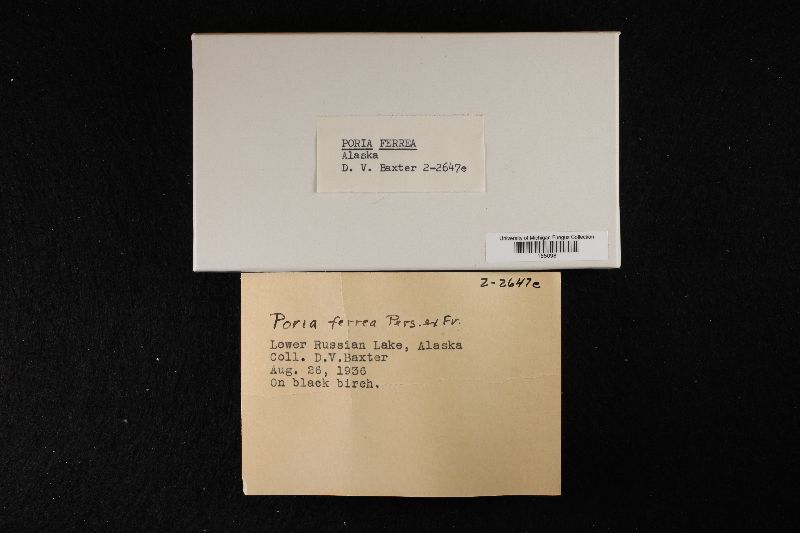 PORIA FERREA
Alaska
D. V. Baxter 2-2647e
University of Michigan Fungus Collection
2-2647e
Poria ferrea Pers. ex Fr.
Lower Russian Lake, Alaska
Coll. D.V.Baxter
Aug. 26, 1936
On black birch.